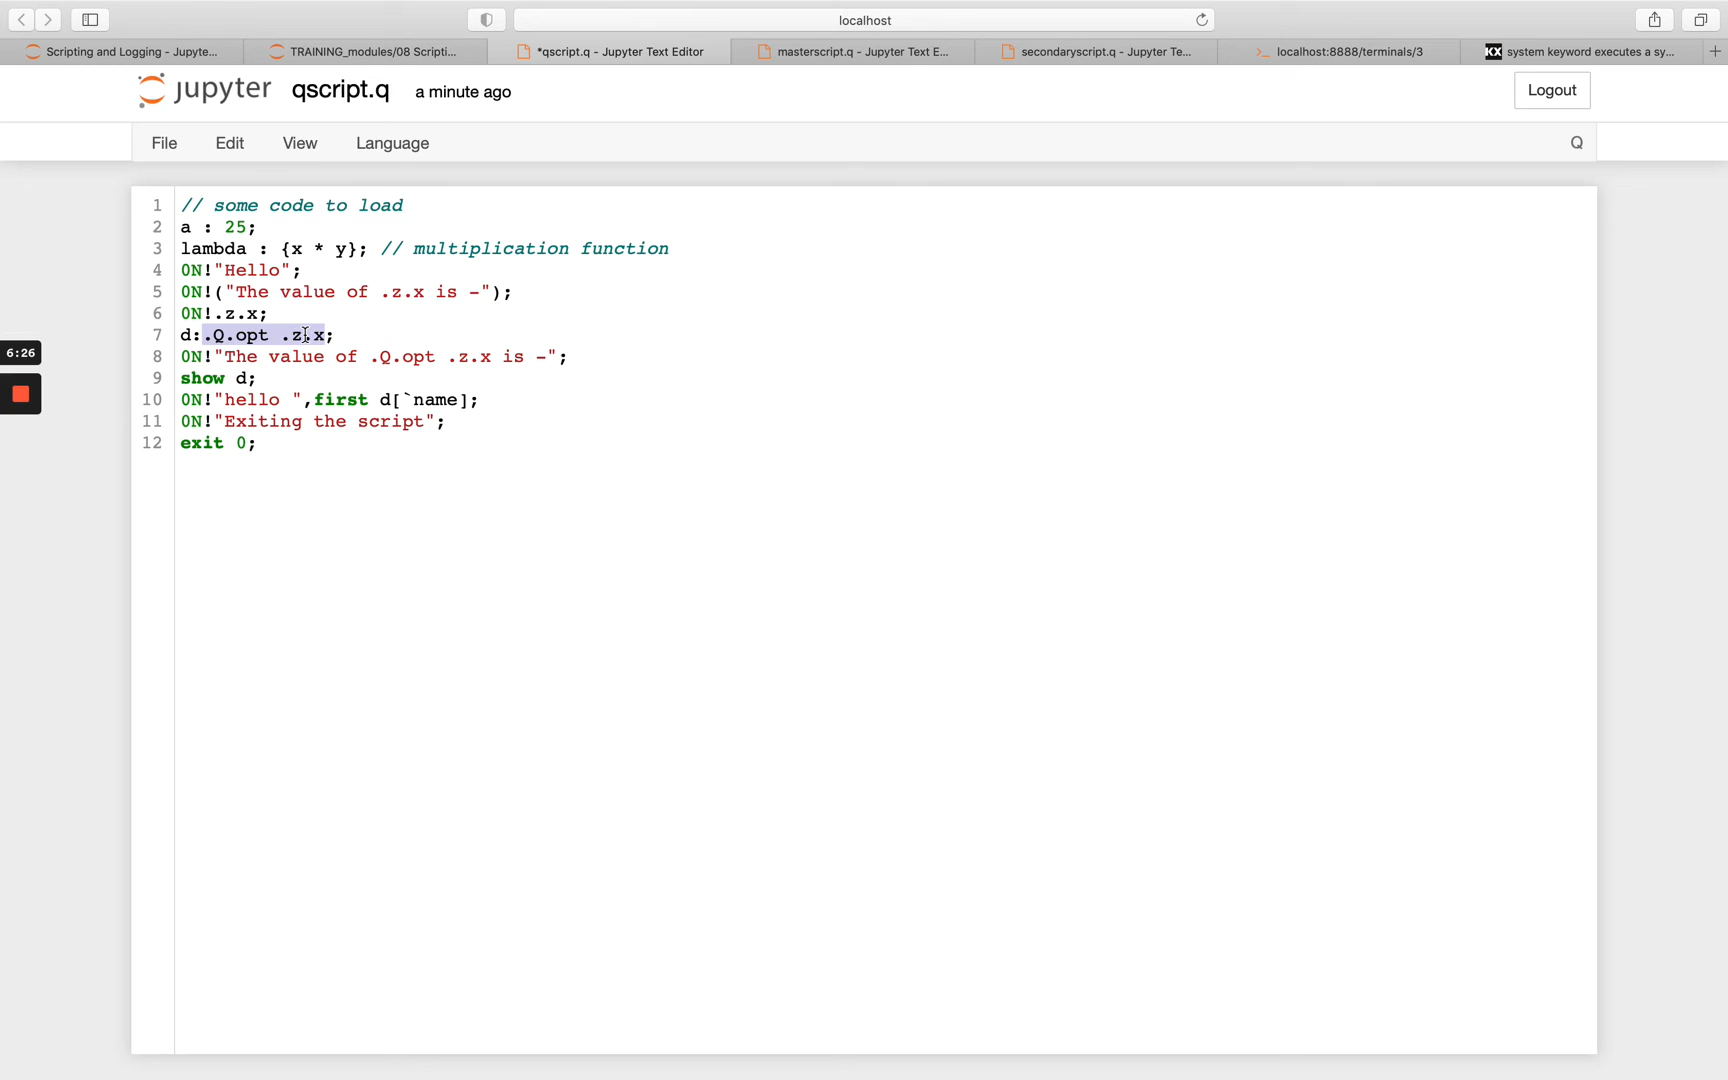 localhost
Scripting and Logging - Jupyte...
TRAINING_modules/08 Scripti...
*qscript.q - Jupyter Text Editor
masterscript.q - Jupyter Text E...
secondaryscript.q - Jupyter Te...
>_ localhost:8888/terminals/3
KX system keyword executes a sy...
jupyter qscript.q a minute ago
Logout
File Edit View Language
Q
1 // some code to load
2 a : 25;
3 lambda : {x * y}; // multiplication function
4 0N!"Hello";
5 0N!("The value of .z.x is -");
6 0N!.z.x;
7 d:.Q.opt .z.x;
8 0N!"The value of .Q.opt .z.x is -";
9 show d;
10 0N!"hello ",first d[`name];
11 0N!"Exiting the script";
12 exit 0;
6:26